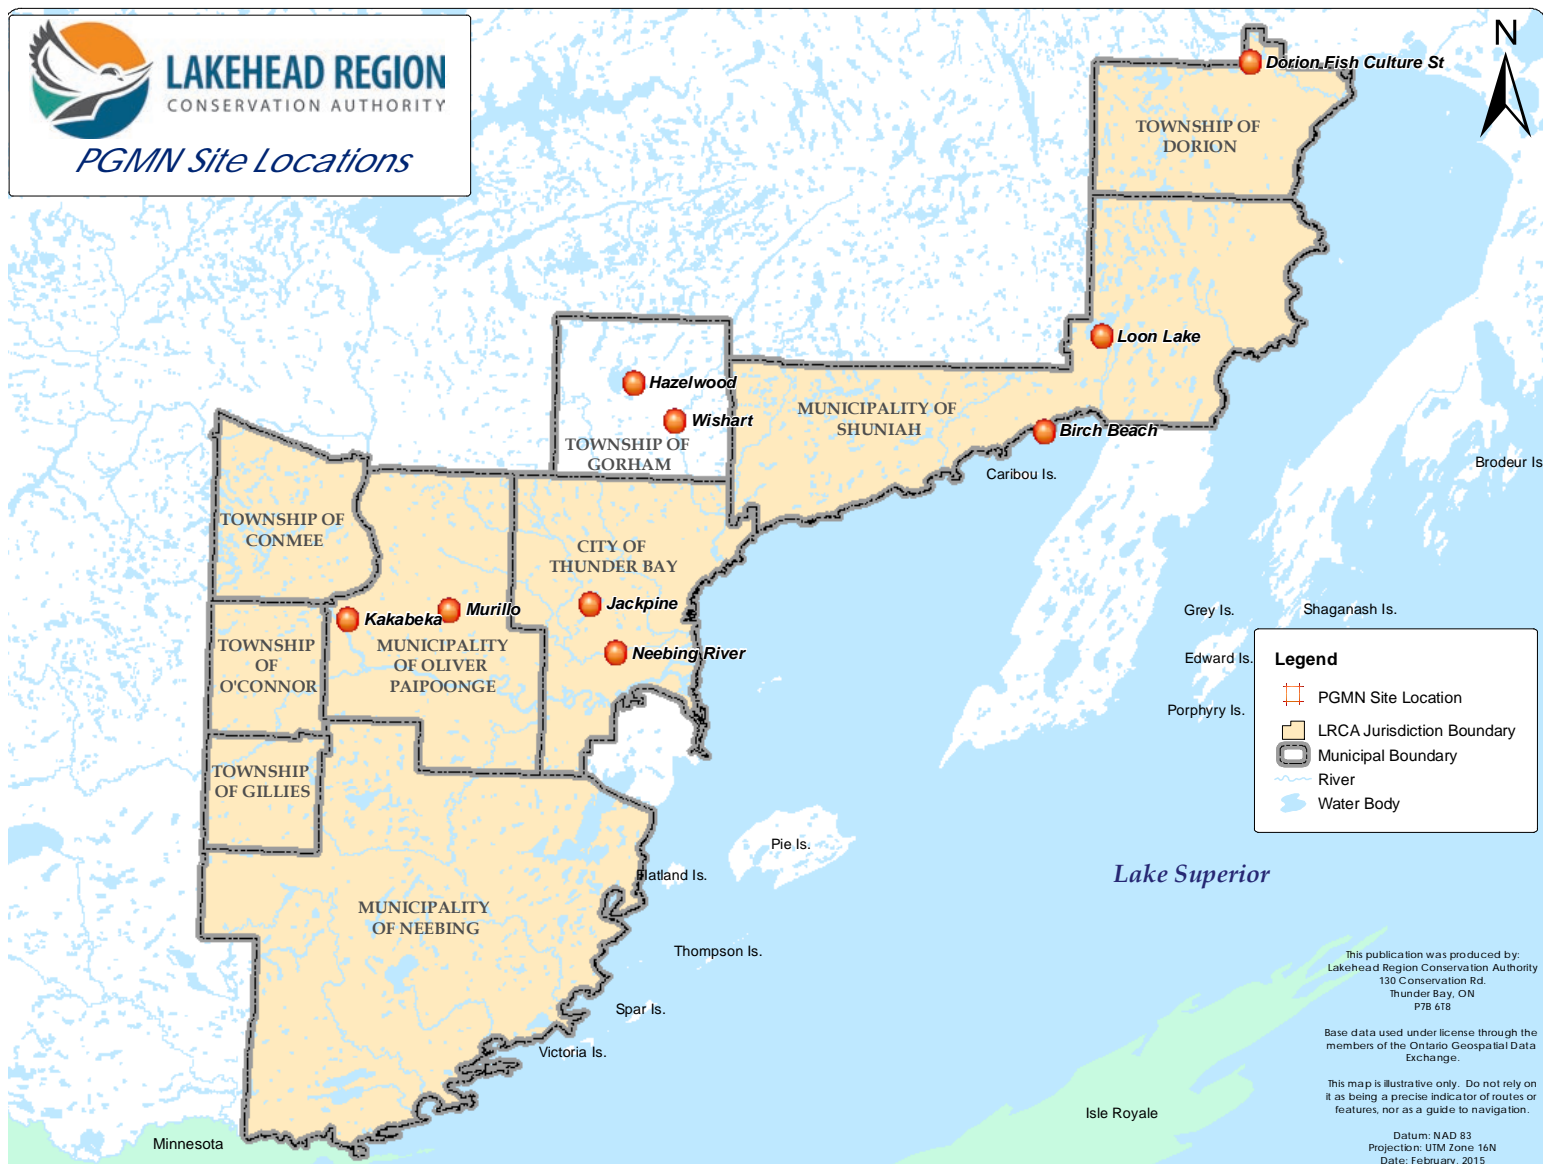 LAKEHEAD REGION
CONSERVATION AUTHORITY
PGMN Site Locations
N
Dorion Fish Culture St
TOWNSHIP OF
DORION
Loon Lake
Hazelwood
Wishart
TOWNSHIP OF
GORHAM
MUNICIPALITY OF
SHUNIAH
Birch Beach
Caribou Is.
Brodeur Is
TOWNSHIP OF
CONMEE
CITY OF
THUNDER BAY
Jackpine
Murillo
Kakabeka
Neebing River
MUNICIPALITY
OF OLIVER
PAIPOONGE
TOWNSHIP
OF
O'CONNOR
TOWNSHIP
OF GILLIES
Grey Is.
Shaganash Is.
Edward Is.
Porphyry Is.
Legend
PGMN Site Location
LRCA Jurisdiction Boundary
Municipal Boundary
River
Water Body
Pie Is.
Flatland Is.
Lake Superior
MUNICIPALITY
OF NEEBING
Thompson Is.
Spar Is.
Victoria Is.
Isle Royale
Minnesota
This publication was produced by:
Lakehead Region Conservation Authority
130 Conservation Rd.
Thunder Bay, ON
P7B 6T8
Base data used under license through the
members of the Ontario Geospatial Data
Exchange.
This map is illustrative only. Do not rely on
it as being a precise indicator of routes or
features, nor as a guide to navigation.
Datum: NAD 83
Projection: UTM Zone 16N
Date: February, 2015